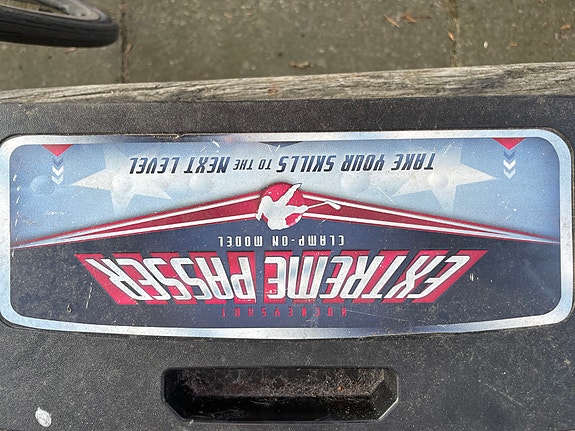 HOCKEYSHOT
EXTREME PASSER
CLAMP-ON MODEL
TAKE YOUR SKILLS TO THE NEXT LEVEL